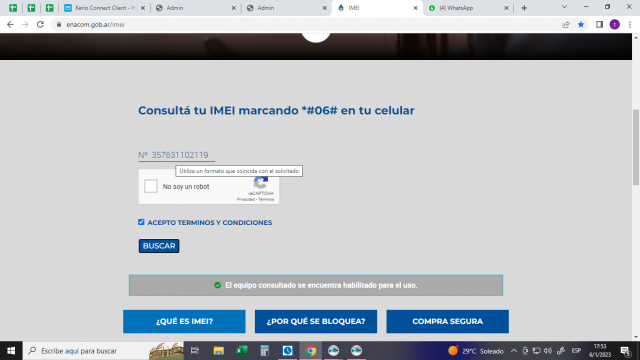 Kerio Connect Client - H
Admin
Admin
IMEI
(4) WhatsApp
enacom.gob.ar/imei
t
Consultá tu IMEI marcando *#06# en tu celular
Nº 357631102119
Utiliza un formato que coincida con el solicitado
No soy un robot
reCAPTCHA
Privacidad - Términos
ACEPTO TERMINOS Y CONDICIONES
BUSCAR
El equipo consultado se encuentra habilitado para el uso.
¿QUÉ ES IMEI?
¿POR QUÉ SE BLOQUEA?
COMPRA SEGURA
Escribe aquí para buscar
29°C Soleado
ESP
17:53
6/1/2023